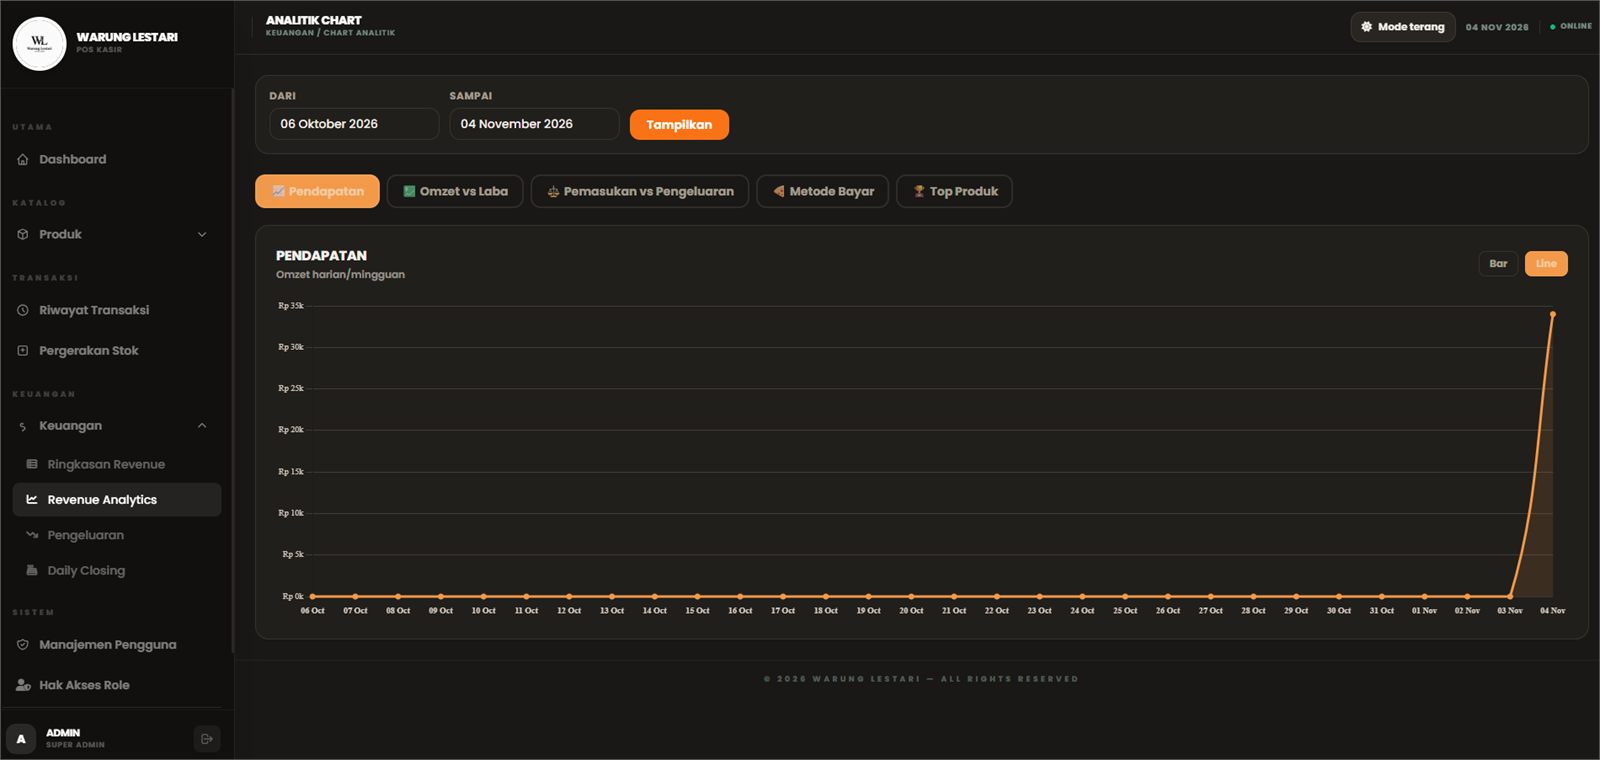 WL
Warung Lestari
WARUNG LESTARI
POS KASIR
UTAMA
Dashboard
KATALOG
Produk
TRANSAKSI
Riwayat Transaksi
Pergerakan Stok
KEUANGAN
Keuangan
Ringkasan Revenue
Revenue Analytics
Pengeluaran
Daily Closing
SISTEM
Manajemen Pengguna
Hak Akses Role
A
ADMIN
SUPER ADMIN
ANALITIK CHART
KEUANGAN / CHART ANALITIK
Mode terang
04 NOV 2026
ONLINE
DARI
SAMPAI
06 Oktober 2026
04 November 2026
Tampilkan
Pendapatan
Omzet vs Laba
Pemasukan vs Pengeluaran
Metode Bayar
Top Produk
PENDAPATAN
Omzet harian/mingguan
Bar
Line
Rp 35k
Rp 30k
Rp 25k
Rp 20k
Rp 15k
Rp 10k
Rp 5k
Rp 0k
06 Oct 07 Oct 08 Oct 09 Oct 10 Oct 11 Oct 12 Oct 13 Oct 14 Oct 15 Oct 16 Oct 17 Oct 18 Oct 19 Oct 20 Oct 21 Oct 22 Oct 23 Oct 24 Oct 25 Oct 26 Oct 27 Oct 28 Oct 29 Oct 30 Oct 31 Oct 01 Nov 02 Nov 03 Nov 04 Nov
© 2026 WARUNG LESTARI — ALL RIGHTS RESERVED